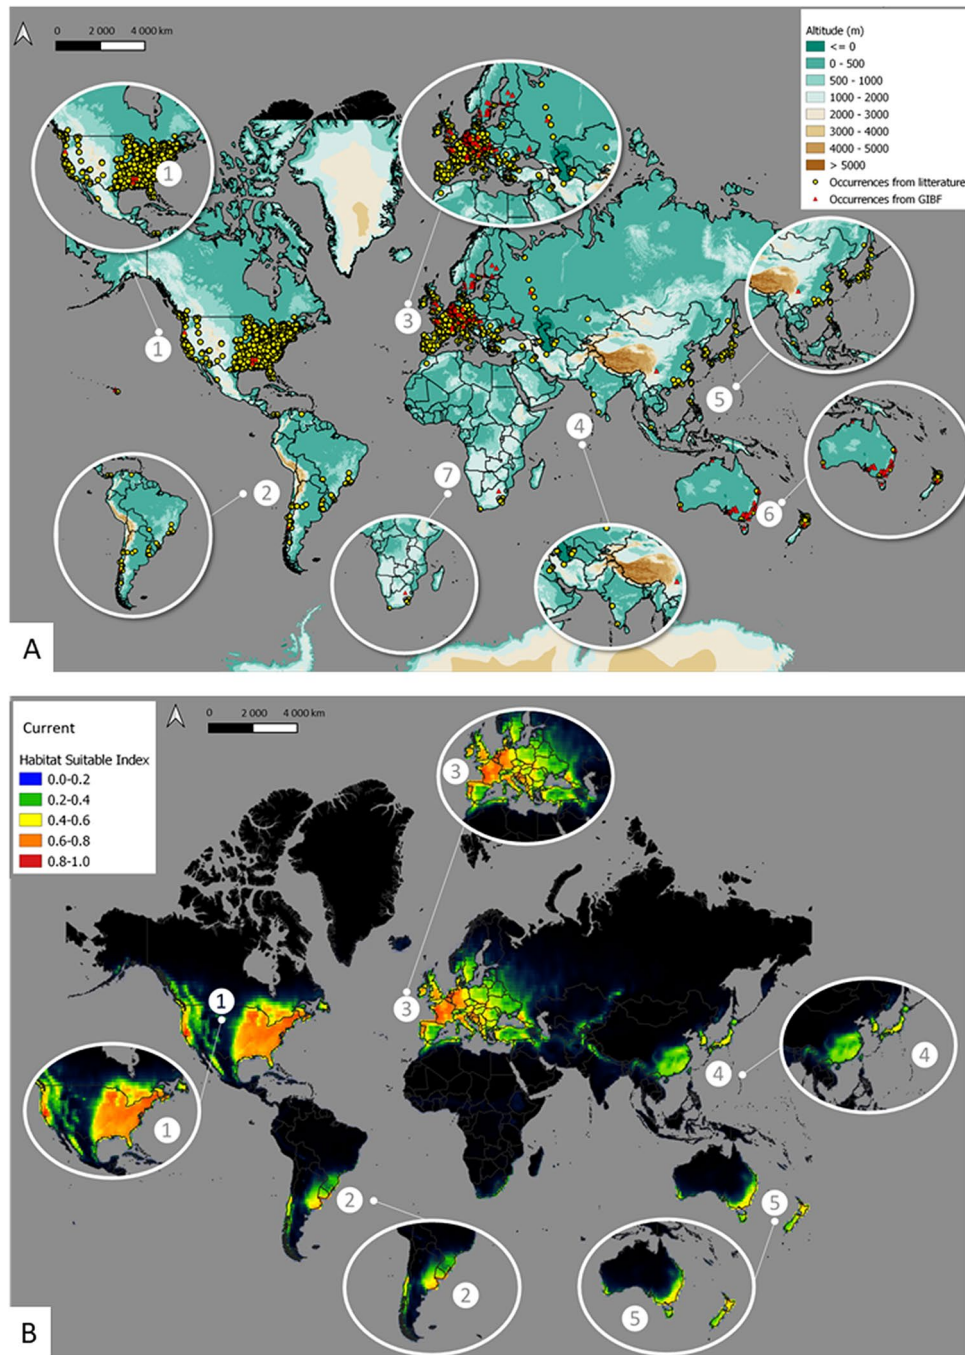 0 2 000 4 000 km
Altitude (m)
<= 0
0 - 500
500 - 1000
1000 - 2000
2000 - 3000
3000 - 4000
4000 - 5000
> 5000
Occurrences from litterature
Occurrences from GIBF
1
3
1
3
5
4
5
2
7
6
A
Current
Habitat Suitable Index
0.0-0.2
0.2-0.4
0.4-0.6
0.6-0.8
0.8-1.0
0 2 000 4 000 km
3
1
3
4
4
1
2
5
2
5
B